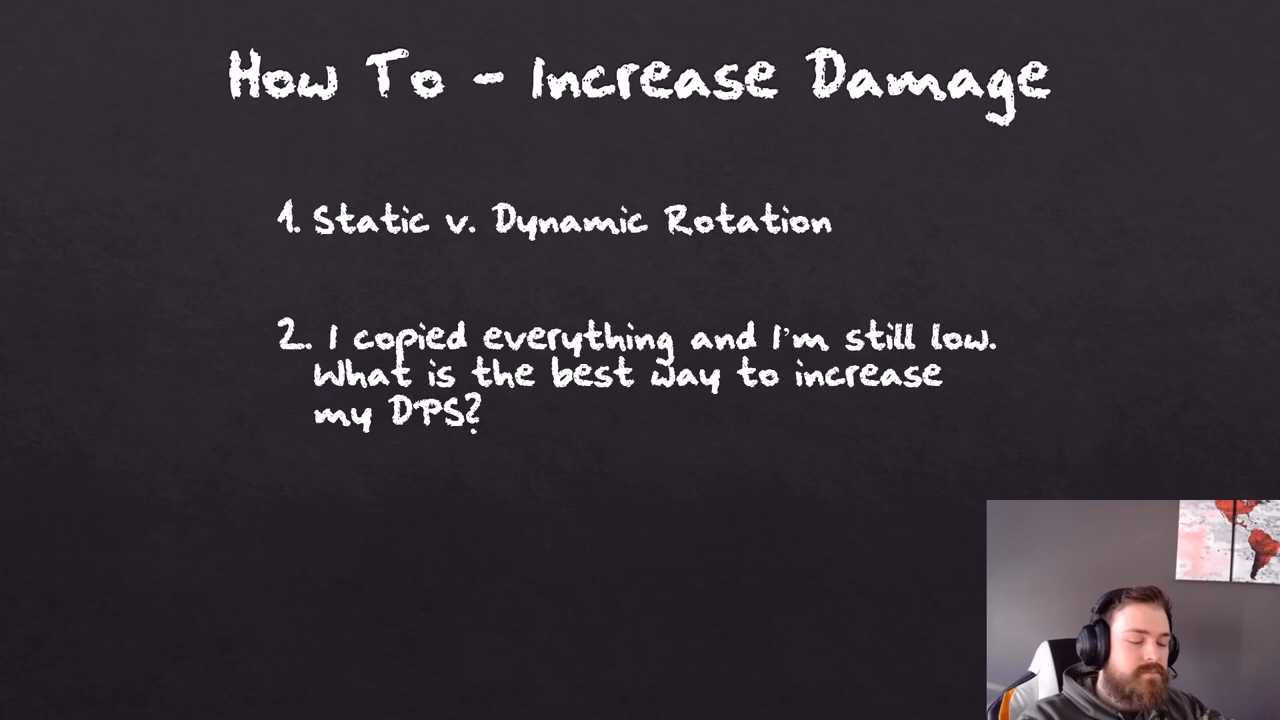 How To - Increase Damage
1. Static v. Dynamic Rotation
2. I copied everything and I'm still low.
What is the best way to increase
my DPS?